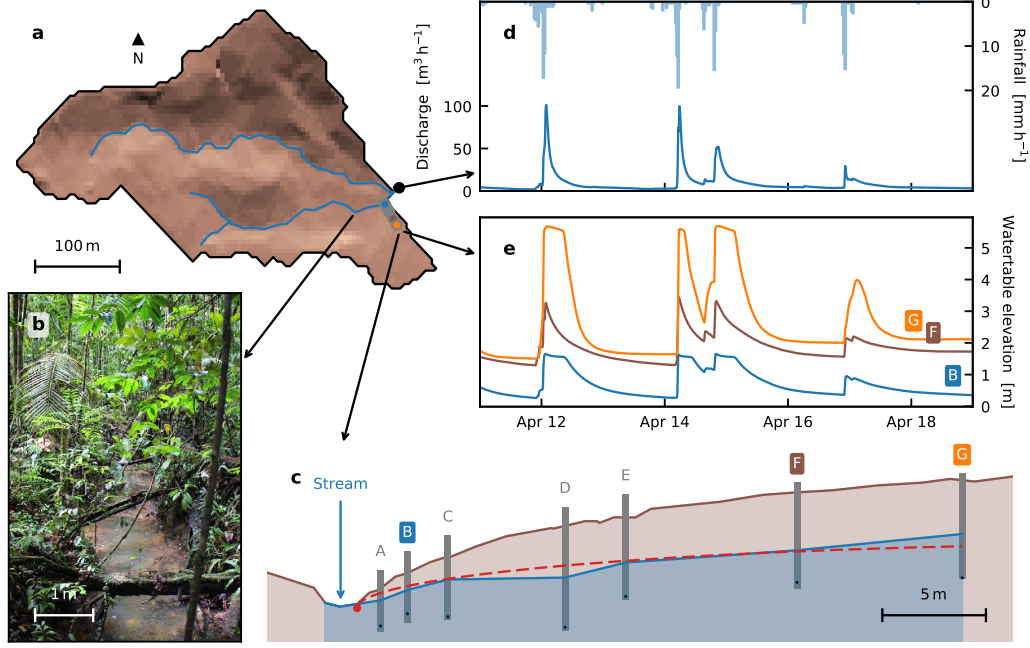 a
N
100 m
b
1 m
d
Discharge [m³ h⁻¹]
100
50
0
Rainfall [mm h⁻¹]
0
10
20
e
Watertable elevation [m]
5
4
3
2
1
0
G
F
B
Apr 12
Apr 14
Apr 16
Apr 18
c
Stream
A
B
C
D
E
F
G
5 m